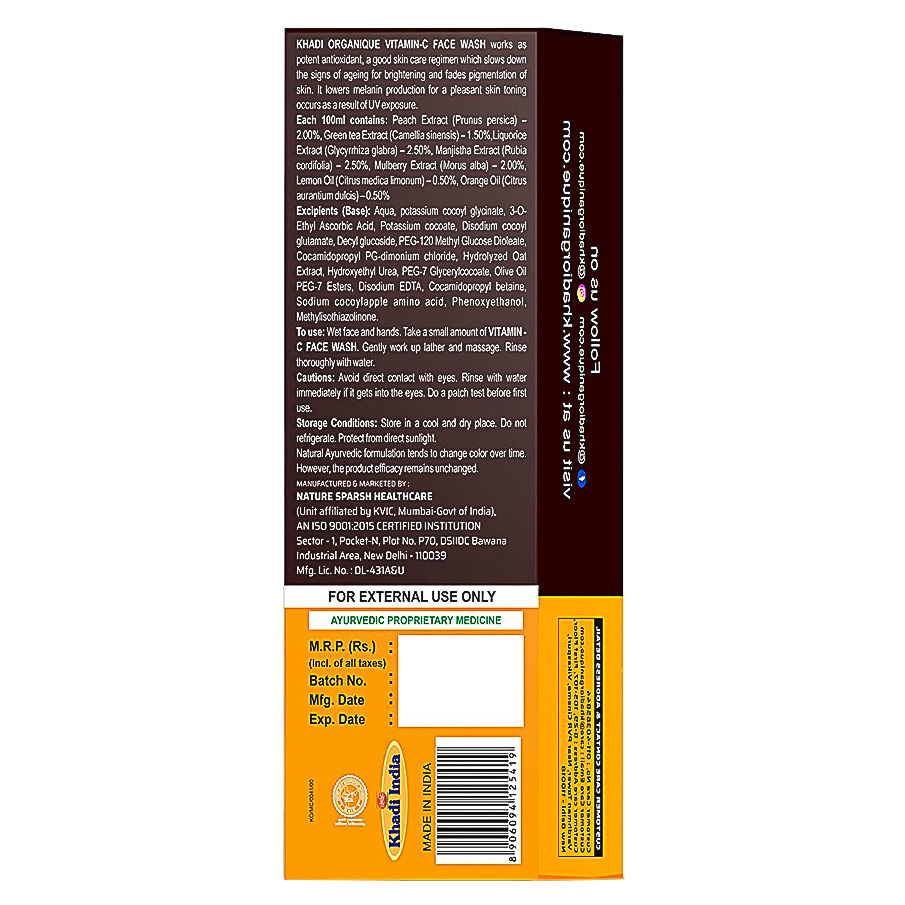 KHADI ORGANIQUE VITAMIN-C FACE WASH works as
potent antioxidant, a good skin care regimen which slows down
the signs of ageing for brightening and fades pigmentation of
skin. It lowers melanin production for a pleasant skin toning
occurs as a result of UV exposure.
Each 100ml contains: Peach Extract (Prunus persica) –
2.00%, Green tea Extract (Camellia sinensis) – 1.50%, Liquorice
Extract (Glycyrrhiza glabra) – 2.50%, Manjistha Extract (Rubia
cordifolia) – 2.50%, Mulberry Extract (Morus alba) – 2.00%,
Lemon Oil (Citrus medica limonum) – 0.50%, Orange Oil (Citrus
aurantium dulcis) – 0.50%
Excipients (Base): Aqua, potassium cocoyl glycinate, 3-O-
Ethyl Ascorbic Acid, Potassium cocoate, Disodium cocoyl
glutamate, Decyl glucoside, PEG-120 Methyl Glucose Dioleate,
Cocamidopropyl PG-dimonium chloride, Hydrolyzed Oat
Extract, Hydroxyethyl Urea, PEG-7 Glycerylcocoate, Olive Oil
PEG-7 Esters, Disodium EDTA, Cocamidopropyl betaine,
Sodium cocoylapple amino acid, Phenoxyethanol,
Methylisothiazolinone.
To use: Wet face and hands. Take a small amount of VITAMIN -
C FACE WASH. Gently work up lather and massage. Rinse
thoroughly with water.
Cautions: Avoid direct contact with eyes. Rinse with water
immediately if it gets into the eyes. Do a patch test before first
use.
Storage Conditions: Store in a cool and dry place. Do not
refrigerate. Protect from direct sunlight.
Natural Ayurvedic formulation tends to change color over time.
However, the product efficacy remains unchanged.
MANUFACTURED & MARKETED BY :
NATURE SPARSH HEALTHCARE
(Unit affiliated by KVIC, Mumbai-Govt of India),
AN ISO 9001:2015 CERTIFIED INSTITUTION
Sector - 1, Pocket-N, Plot No. P70, DSIIDC Bawana
Industrial Area, New Delhi - 110039
Mfg. Lic. No. : DL-431A&U
FOR EXTERNAL USE ONLY
AYURVEDIC PROPRIETARY MEDICINE
M.R.P. (Rs.) :
(incl. of all taxes)
Batch No. :
Mfg. Date :
Exp. Date :
Khadi India
MADE IN INDIA
8 906094 125419
Follow us on
@khadiorganique.com @khadiorganique.com
Visit us at : www.khadiorganique.com
CUSTOMER CARE CONTACT & ADDRESS DETAIL